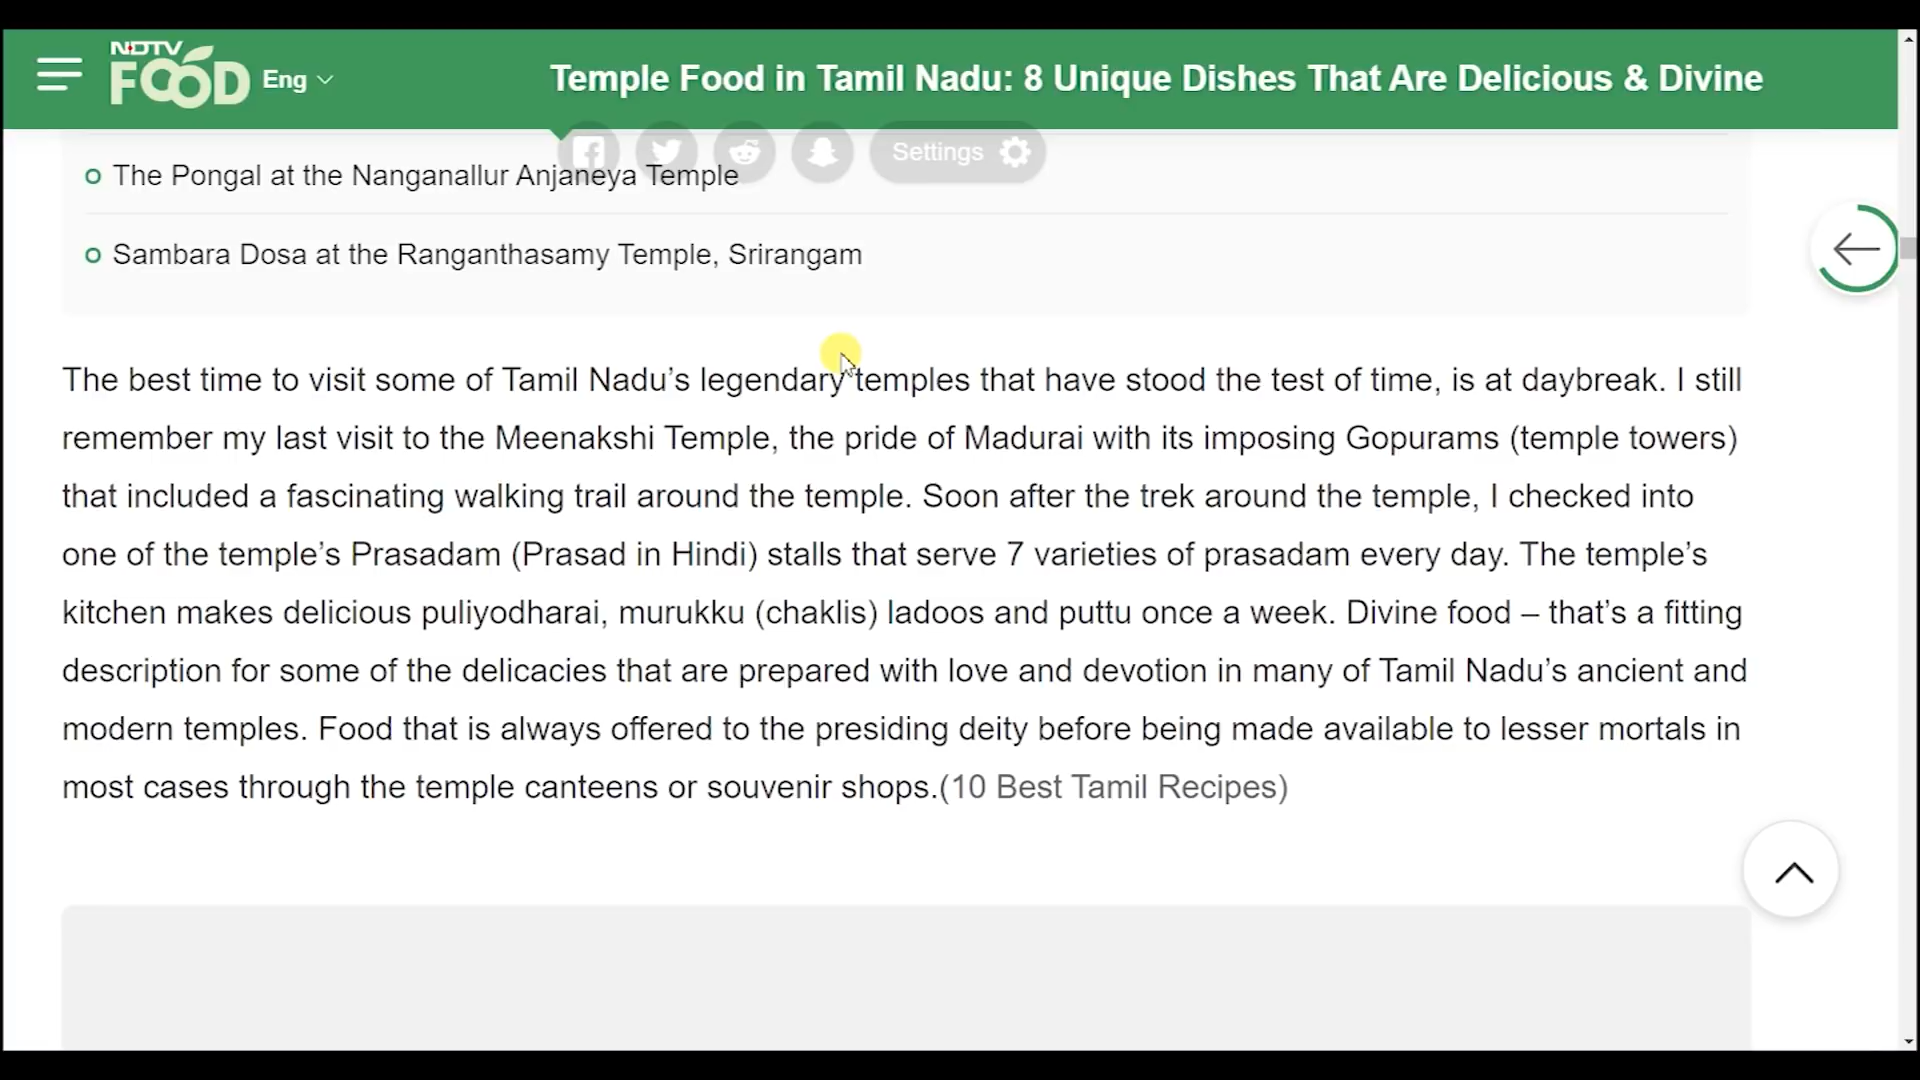 NDTV
FOOD
Eng
Temple Food in Tamil Nadu: 8 Unique Dishes That Are Delicious & Divine
Settings
The Pongal at the Nanganallur Anjaneya Temple
Sambara Dosa at the Ranganthasamy Temple, Srirangam
The best time to visit some of Tamil Nadu’s legendary temples that have stood the test of time, is at daybreak. I still
remember my last visit to the Meenakshi Temple, the pride of Madurai with its imposing Gopurams (temple towers)
that included a fascinating walking trail around the temple. Soon after the trek around the temple, I checked into
one of the temple’s Prasadam (Prasad in Hindi) stalls that serve 7 varieties of prasadam every day. The temple’s
kitchen makes delicious puliyodharai, murukku (chaklis) ladoos and puttu once a week. Divine food – that’s a fitting
description for some of the delicacies that are prepared with love and devotion in many of Tamil Nadu’s ancient and
modern temples. Food that is always offered to the presiding deity before being made available to lesser mortals in
most cases through the temple canteens or souvenir shops.(10 Best Tamil Recipes)